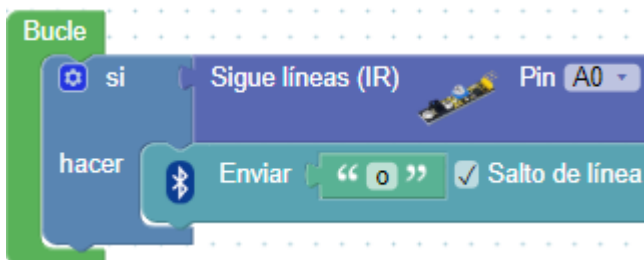 Bucle
si Sigue líneas (IR) Pin A0
hacer Enviar “ o ” Salto de línea